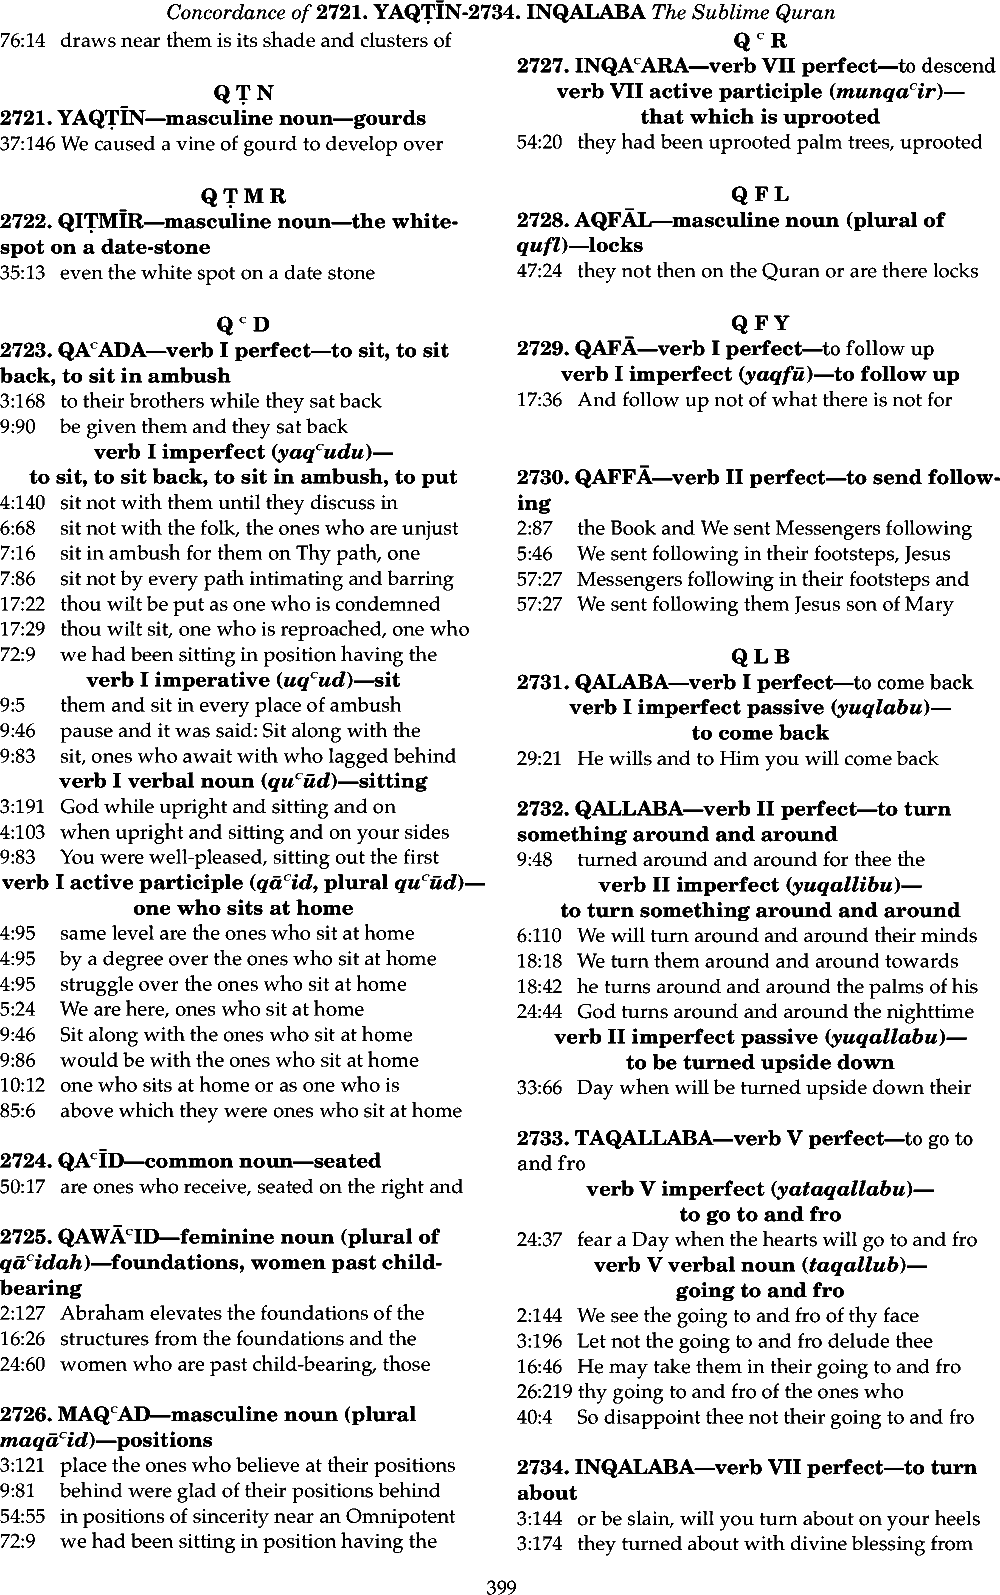 Concordance of 2721. YAQṬĪN-2734. INQALABA The Sublime Quran
76:14 draws near them is its shade and clusters of
Q Ṭ N
2721. YAQṬĪN—masculine noun—gourds
37:146 We caused a vine of gourd to develop over
Q Ṭ M R
2722. QIṬMĪR—masculine noun—the white-
spot on a date-stone
35:13 even the white spot on a date stone
Q ᶜ D
2723. QAᶜADA—verb I perfect—to sit, to sit
back, to sit in ambush
3:168 to their brothers while they sat back
9:90 be given them and they sat back
verb I imperfect (yaqᶜudu)—
to sit, to sit back, to sit in ambush, to put
4:140 sit not with them until they discuss in
6:68 sit not with the folk, the ones who are unjust
7:16 sit in ambush for them on Thy path, one
7:86 sit not by every path intimating and barring
17:22 thou wilt be put as one who is condemned
17:29 thou wilt sit, one who is reproached, one who
72:9 we had been sitting in position having the
verb I imperative (uqᶜud)—sit
9:5 them and sit in every place of ambush
9:46 pause and it was said: Sit along with the
9:83 sit, ones who await with who lagged behind
verb I verbal noun (quᶜūd)—sitting
3:191 God while upright and sitting and on
4:103 when upright and sitting and on your sides
9:83 You were well-pleased, sitting out the first
verb I active participle (qāᶜid, plural quᶜūd)—
one who sits at home
4:95 same level are the ones who sit at home
4:95 by a degree over the ones who sit at home
4:95 struggle over the ones who sit at home
5:24 We are here, ones who sit at home
9:46 Sit along with the ones who sit at home
9:86 would be with the ones who sit at home
10:12 one who sits at home or as one who is
85:6 above which they were ones who sit at home
2724. QAᶜĪD—common noun—seated
50:17 are ones who receive, seated on the right and
2725. QAWĀᶜID—feminine noun (plural of
qāᶜidah)—foundations, women past child-
bearing
2:127 Abraham elevates the foundations of the
16:26 structures from the foundations and the
24:60 women who are past child-bearing, those
2726. MAQᶜAD—masculine noun (plural
maqāᶜid)—positions
3:121 place the ones who believe at their positions
9:81 behind were glad of their positions behind
54:55 in positions of sincerity near an Omnipotent
72:9 we had been sitting in position having the
Q ᶜ R
2727. INQAᶜARA—verb VII perfect—to descend
verb VII active participle (munqaᶜir)—
that which is uprooted
54:20 they had been uprooted palm trees, uprooted
Q F L
2728. AQFĀL—masculine noun (plural of
qufl)—locks
47:24 they not then on the Quran or are there locks
Q F Y
2729. QAFĀ—verb I perfect—to follow up
verb I imperfect (yaqfū)—to follow up
17:36 And follow up not of what there is not for
2730. QAFFĀ—verb II perfect—to send follow-
ing
2:87 the Book and We sent Messengers following
5:46 We sent following in their footsteps, Jesus
57:27 Messengers following in their footsteps and
57:27 We sent following them Jesus son of Mary
Q L B
2731. QALABA—verb I perfect—to come back
verb I imperfect passive (yuqlabu)—
to come back
29:21 He wills and to Him you will come back
2732. QALLABA—verb II perfect—to turn
something around and around
9:48 turned around and around for thee the
verb II imperfect (yuqallibu)—
to turn something around and around
6:110 We will turn around and around their minds
18:18 We turn them around and around towards
18:42 he turns around and around the palms of his
24:44 God turns around and around the nighttime
verb II imperfect passive (yuqallabu)—
to be turned upside down
33:66 Day when will be turned upside down their
2733. TAQALLABA—verb V perfect—to go to
and fro
verb V imperfect (yataqallabu)—
to go to and fro
24:37 fear a Day when the hearts will go to and fro
verb V verbal noun (taqallub)—
going to and fro
2:144 We see the going to and fro of thy face
3:196 Let not the going to and fro delude thee
16:46 He may take them in their going to and fro
26:219 thy going to and fro of the ones who
40:4 So disappoint thee not their going to and fro
2734. INQALABA—verb VII perfect—to turn
about
3:144 or be slain, will you turn about on your heels
3:174 they turned about with divine blessing from
399